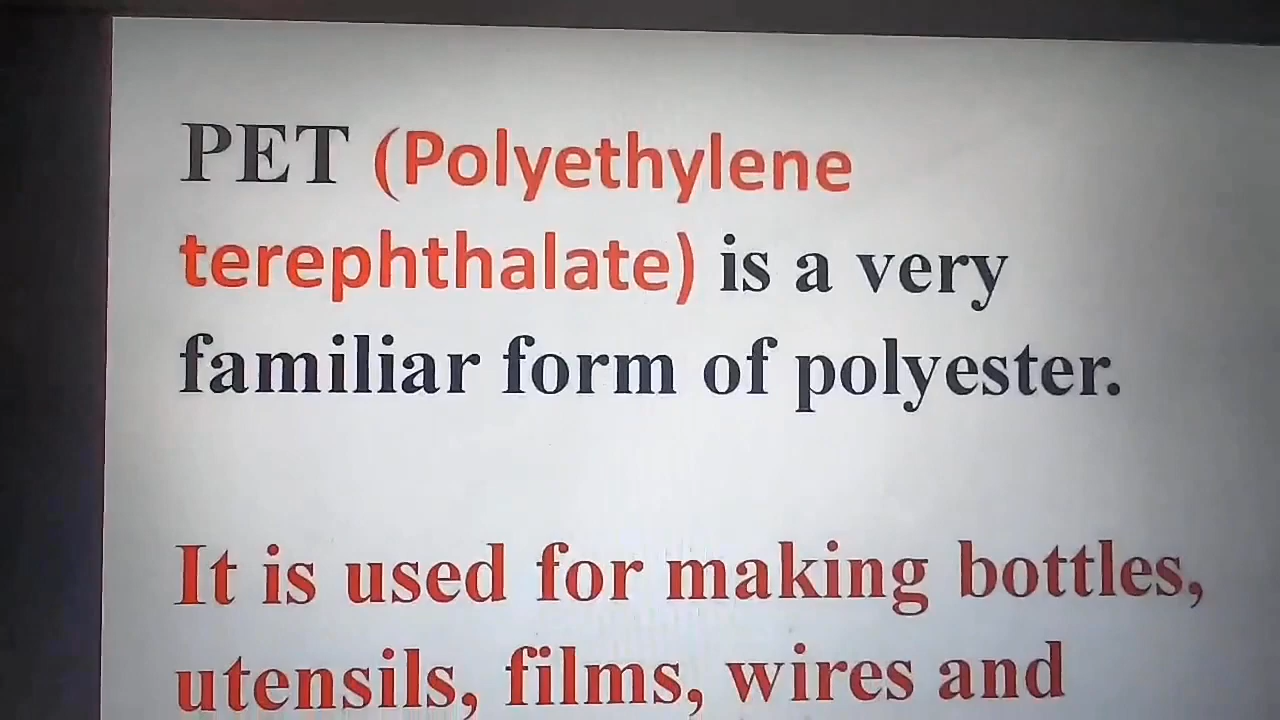 PET (Polyethylene
terephthalate) is a very
familiar form of polyester.
It is used for making bottles,
utensils, films, wires and